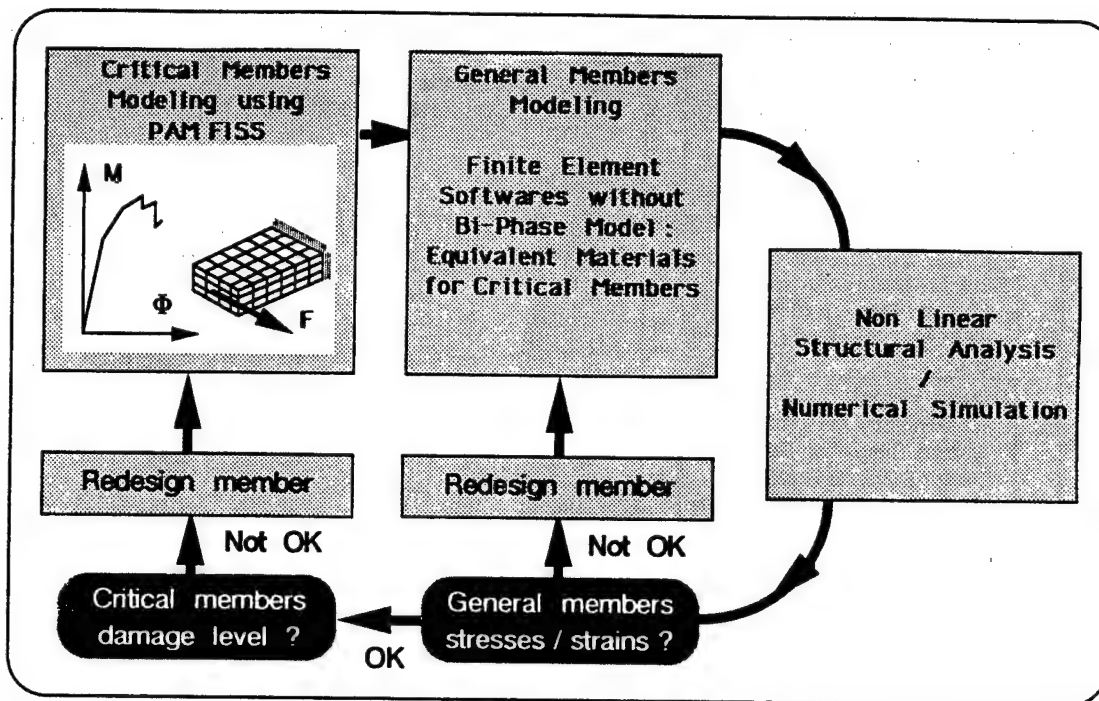 Critical Members
Modeling using
PAM FISS
M
Φ
F
General Members
Modeling
Finite Element
Softwares without
Bi-Phase Model :
Equivalent Materials
for Critical Members
Non Linear
Structural Analysis
/
Numerical Simulation
Redesign member
Not OK
Redesign member
Not OK
Critical members
damage level ?
OK
General members
stresses / strains ?